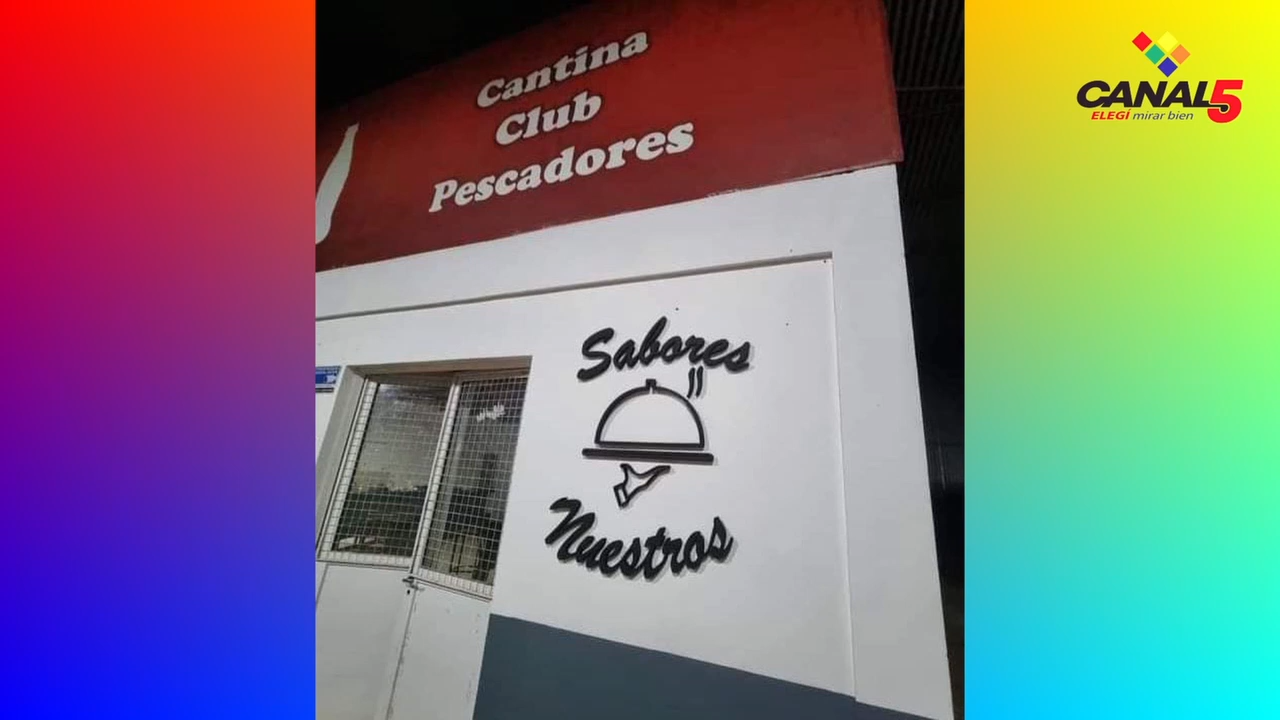 Cantina
Club
Pescadores
Sabores
Nuestros
CANAL5
ELEGÍ mirar bien